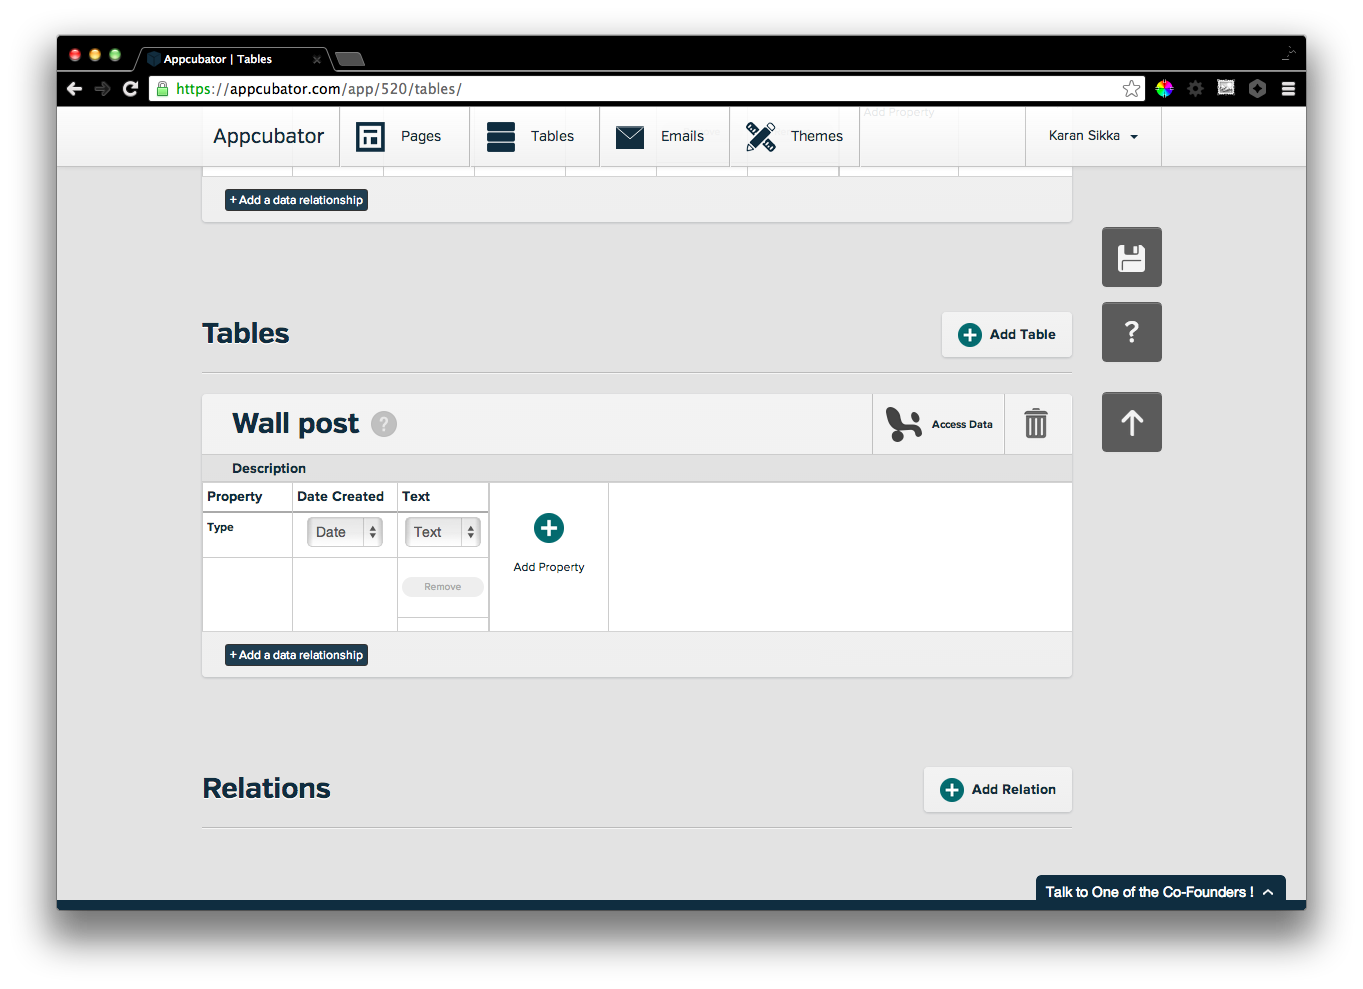 Appcubator | Tables
https://appcubator.com/app/520/tables/
Appcubator
Pages
Tables
Emails
Themes
Add Property
Karan Sikka
+ Add a data relationship
Tables
+ Add Table
?
Wall post ?
Access Data
Description
Property Date Created Text
Type Date Text
Remove
+
Add Property
+ Add a data relationship
Relations
+ Add Relation
Talk to One of the Co-Founders !